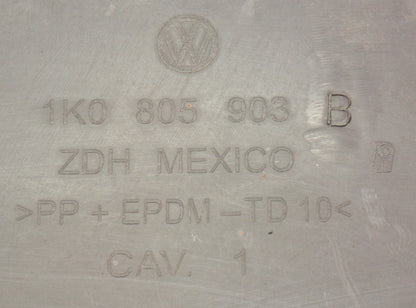 1K0 805 903 B
ZDH MEXICO
>PP + EPDM - TD 10<
CAV. 1